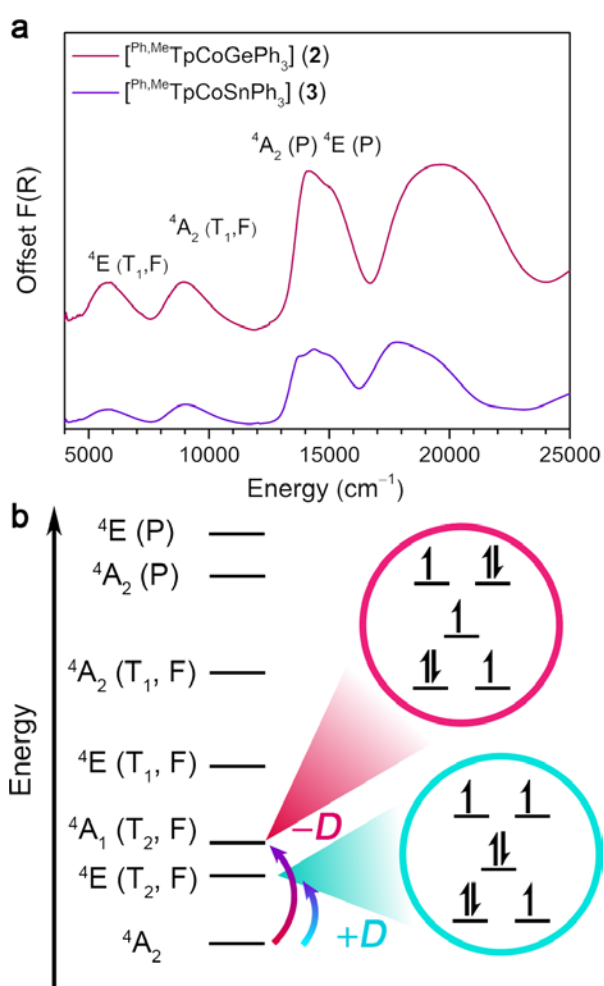 a
[ᴾʰ,ᴹᵉTpCoGePh₃] (2)
[ᴾʰ,ᴹᵉTpCoSnPh₃] (3)
⁴A₂ (P) ⁴E (P)
⁴A₂ (T₁,F)
⁴E (T₁,F)
Offset F(R)
5000 10000 15000 20000 25000
Energy (cm⁻¹)
b
⁴E (P)
⁴A₂ (P)
⁴A₂ (T₁, F)
⁴E (T₁, F)
⁴A₁ (T₂, F)
–D
⁴E (T₂, F)
+D
⁴A₂
Energy